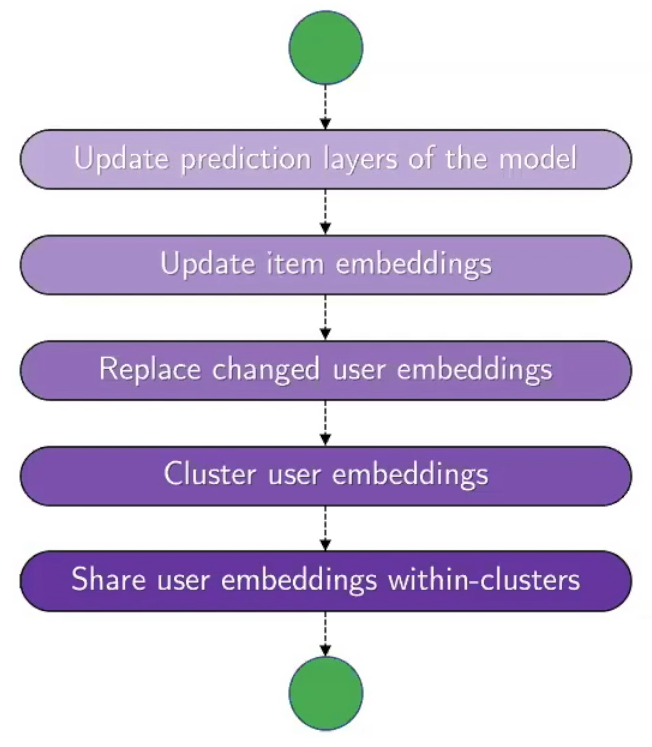 Update prediction layers of the model
Update item embeddings
Replace changed user embeddings
Cluster user embeddings
Share user embeddings within-clusters